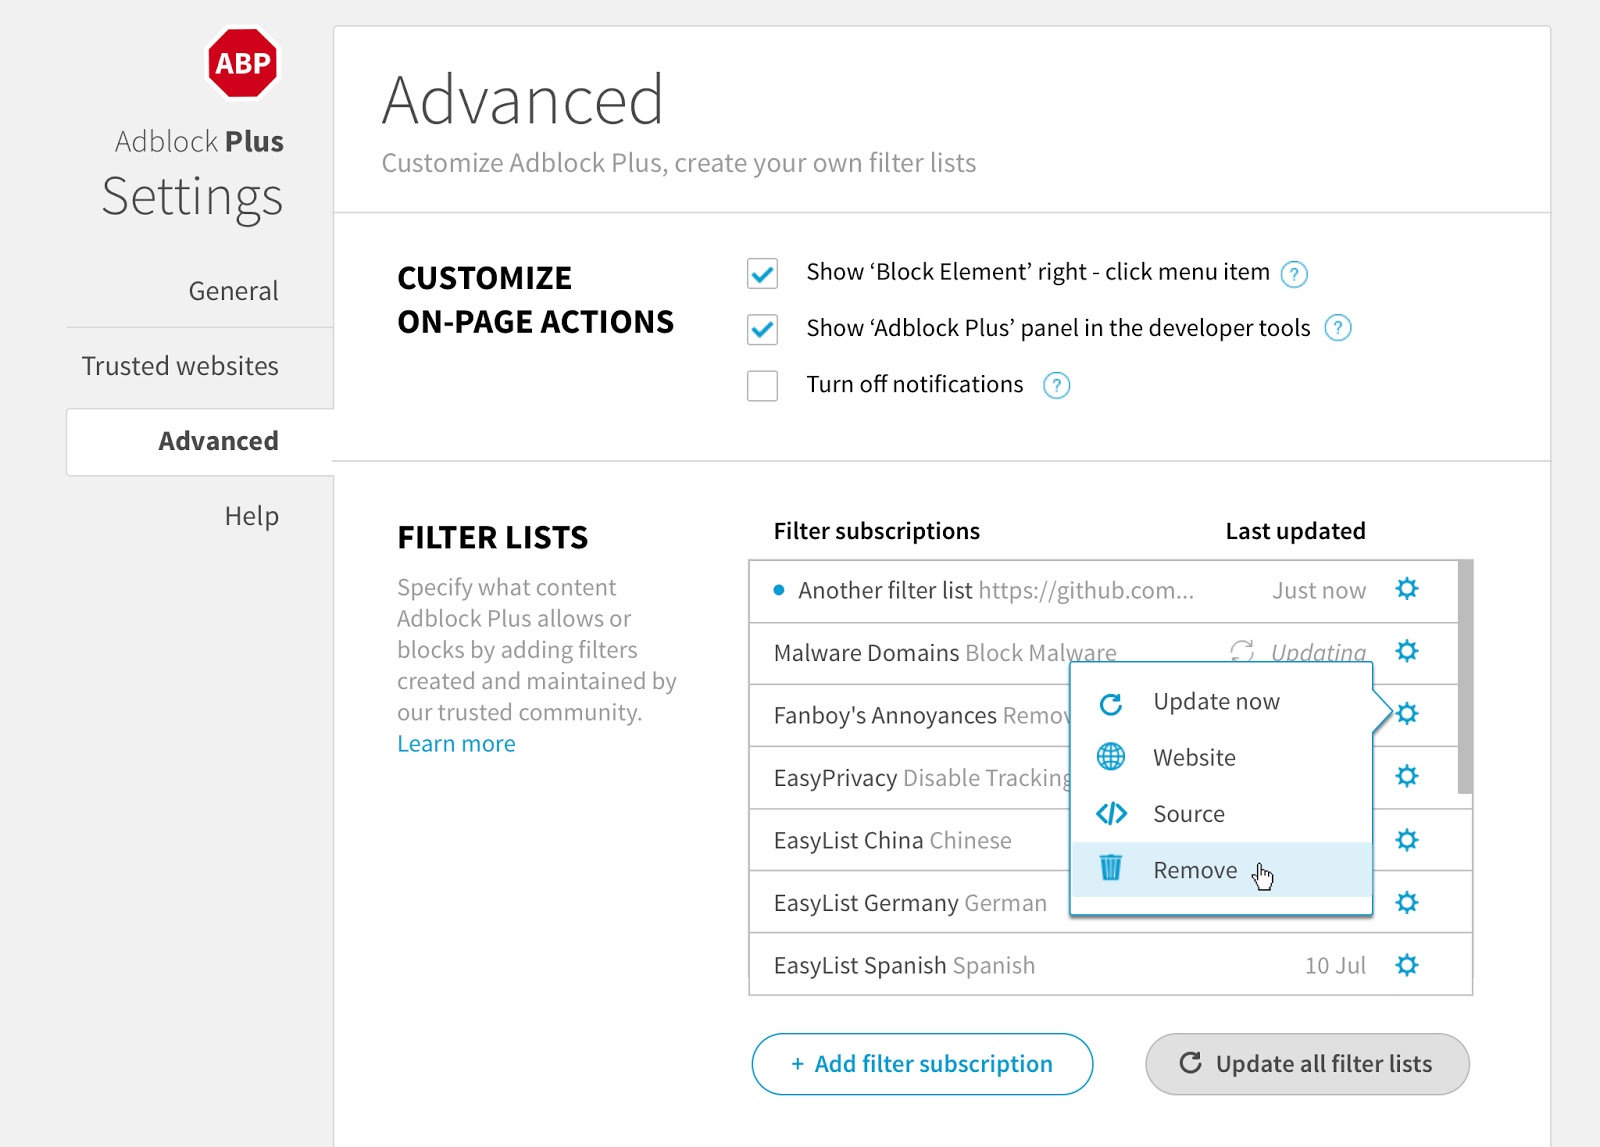 ABP
Adblock Plus
Settings
General
Trusted websites
Advanced
Help
Advanced
Customize Adblock Plus, create your own filter lists
CUSTOMIZE
ON-PAGE ACTIONS
Show ‘Block Element’ right - click menu item ?
Show ‘Adblock Plus’ panel in the developer tools ?
Turn off notifications ?
FILTER LISTS
Specify what content
Adblock Plus allows or
blocks by adding filters
created and maintained by
our trusted community.
Learn more
Filter subscriptions Last updated
Another filter list https://github.com... Just now
Malware Domains Block Malware Updating
Fanboy's Annoyances
EasyPrivacy Disable Tracking
EasyList China Chinese
EasyList Germany German
EasyList Spanish Spanish 10 Jul
Update now
Website
Source
Remove
+ Add filter subscription
Update all filter lists